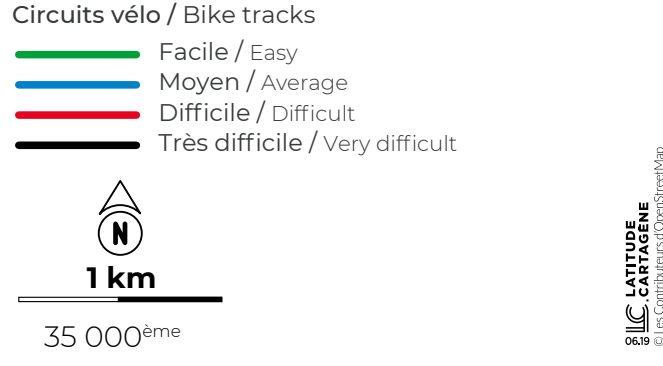 Circuits vélo / Bike tracks
Facile / Easy
Moyen / Average
Difficile / Difficult
Très difficile / Very difficult
N
1 km
35 000ème
LC LATITUDE
.CARTAGÈNE
06.19
© Les Contributeurs d'OpenStreetMap